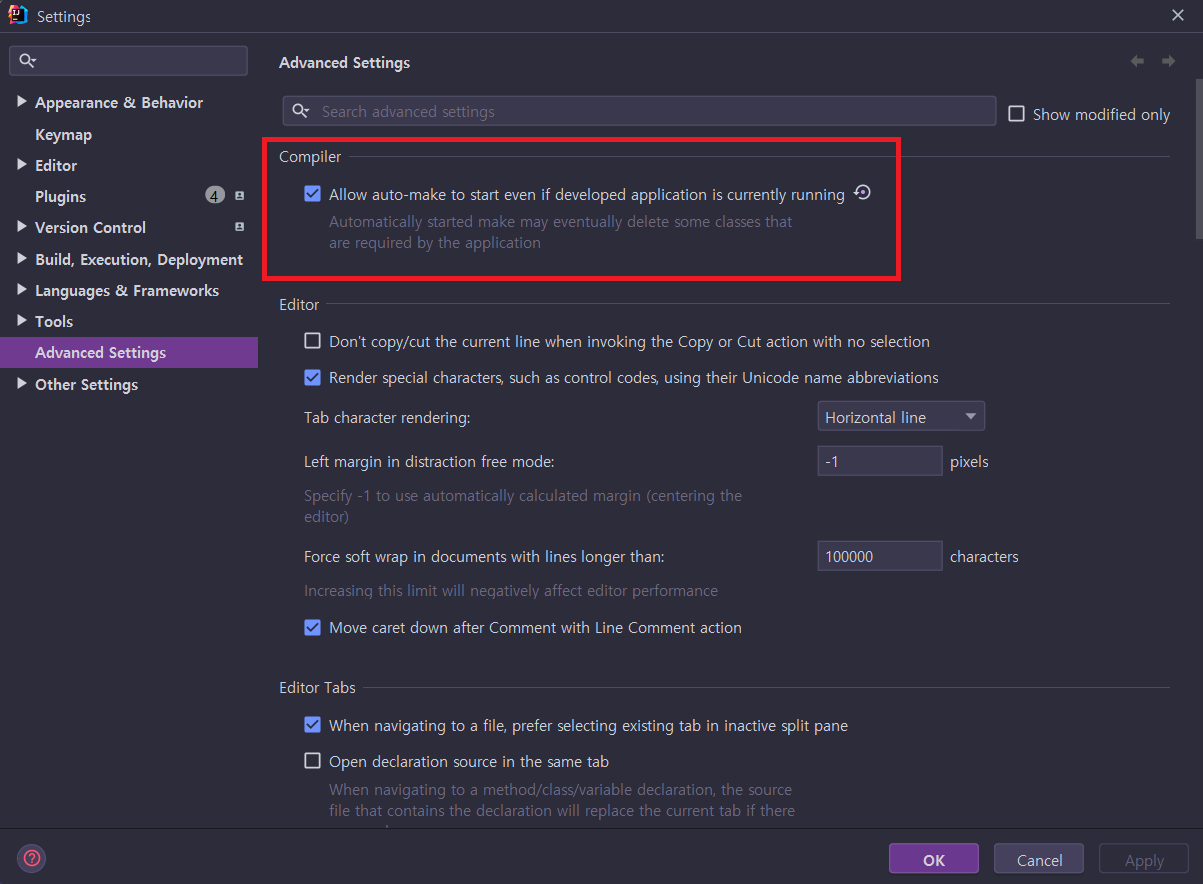 Settings
Advanced Settings
Search advanced settings
Show modified only
Appearance & Behavior
Keymap
Editor
Plugins 4
Version Control
Build, Execution, Deployment
Languages & Frameworks
Tools
Advanced Settings
Other Settings
Compiler
Allow auto-make to start even if developed application is currently running
Automatically started make may eventually delete some classes that
are required by the application
Editor
Don't copy/cut the current line when invoking the Copy or Cut action with no selection
Render special characters, such as control codes, using their Unicode name abbreviations
Tab character rendering: Horizontal line
Left margin in distraction free mode: -1 pixels
Specify -1 to use automatically calculated margin (centering the
editor)
Force soft wrap in documents with lines longer than: 100000 characters
Increasing this limit will negatively affect editor performance
Move caret down after Comment with Line Comment action
Editor Tabs
When navigating to a file, prefer selecting existing tab in inactive split pane
Open declaration source in the same tab
When navigating to a method/class/variable declaration, the source
file that contains the declaration will replace the current tab if there
? OK Cancel Apply